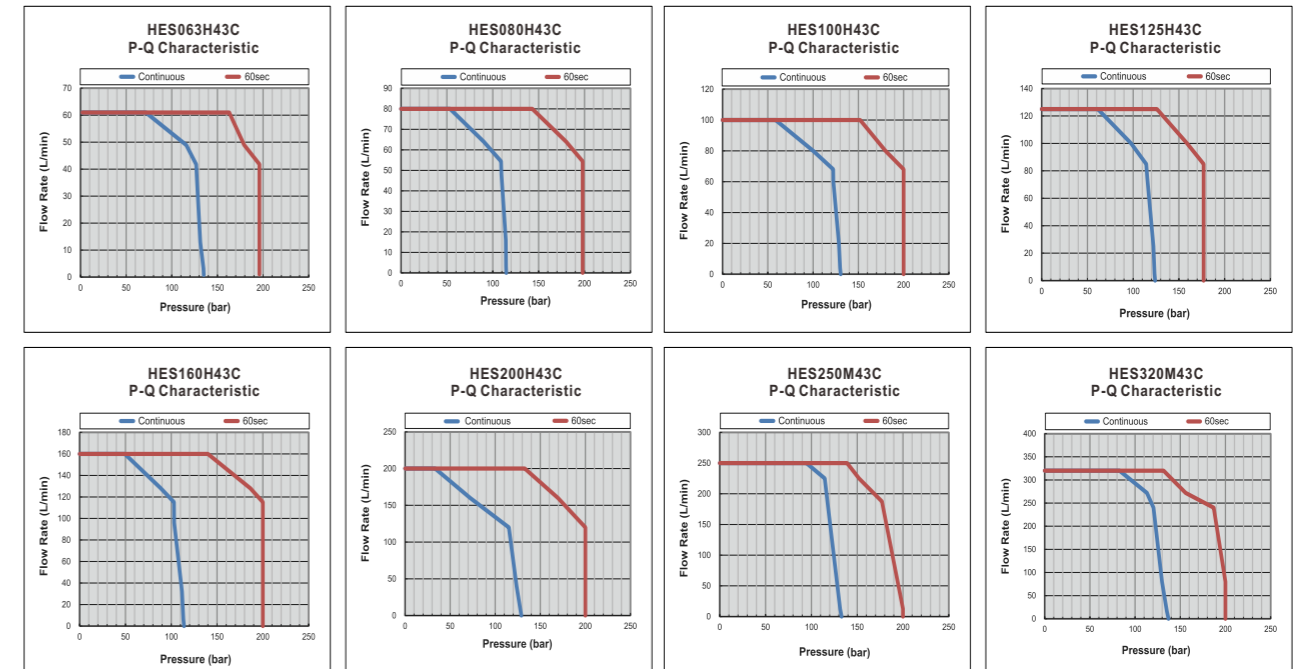 HES063H43C
P-Q Characteristic
Continuous 60sec
70
60
50
40
30
20
10
0
0 50 100 150 200 250
Flow Rate (L/min)
Pressure (bar)
HES080H43C
P-Q Characteristic
Continuous 60sec
90
80
70
60
50
40
30
20
10
0
0 50 100 150 200 250
Flow Rate (L/min)
Pressure (bar)
HES100H43C
P-Q Characteristic
Continuous 60sec
120
100
80
60
40
20
0
0 50 100 150 200 250
Flow Rate (L/min)
Pressure (bar)
HES125H43C
P-Q Characteristic
Continuous 60sec
140
120
100
80
60
40
20
0
0 50 100 150 200 250
Flow Rate (L/min)
Pressure (bar)
HES160H43C
P-Q Characteristic
Continuous 60sec
180
160
140
120
100
80
60
40
20
0
0 50 100 150 200 250
Flow Rate (L/min)
Pressure (bar)
HES200H43C
P-Q Characteristic
Continuous 60sec
250
200
150
100
50
0
0 50 100 150 200 250
Flow Rate (L/min)
Pressure (bar)
HES250M43C
P-Q Characteristic
Continuous 60sec
300
250
200
150
100
50
0
0 50 100 150 200 250
Flow Rate (L/min)
Pressure (bar)
HES320M43C
P-Q Characteristic
Continuous 60sec
400
350
300
250
200
150
100
50
0
0 50 100 150 200 250
Flow Rate (L/min)
Pressure (bar)